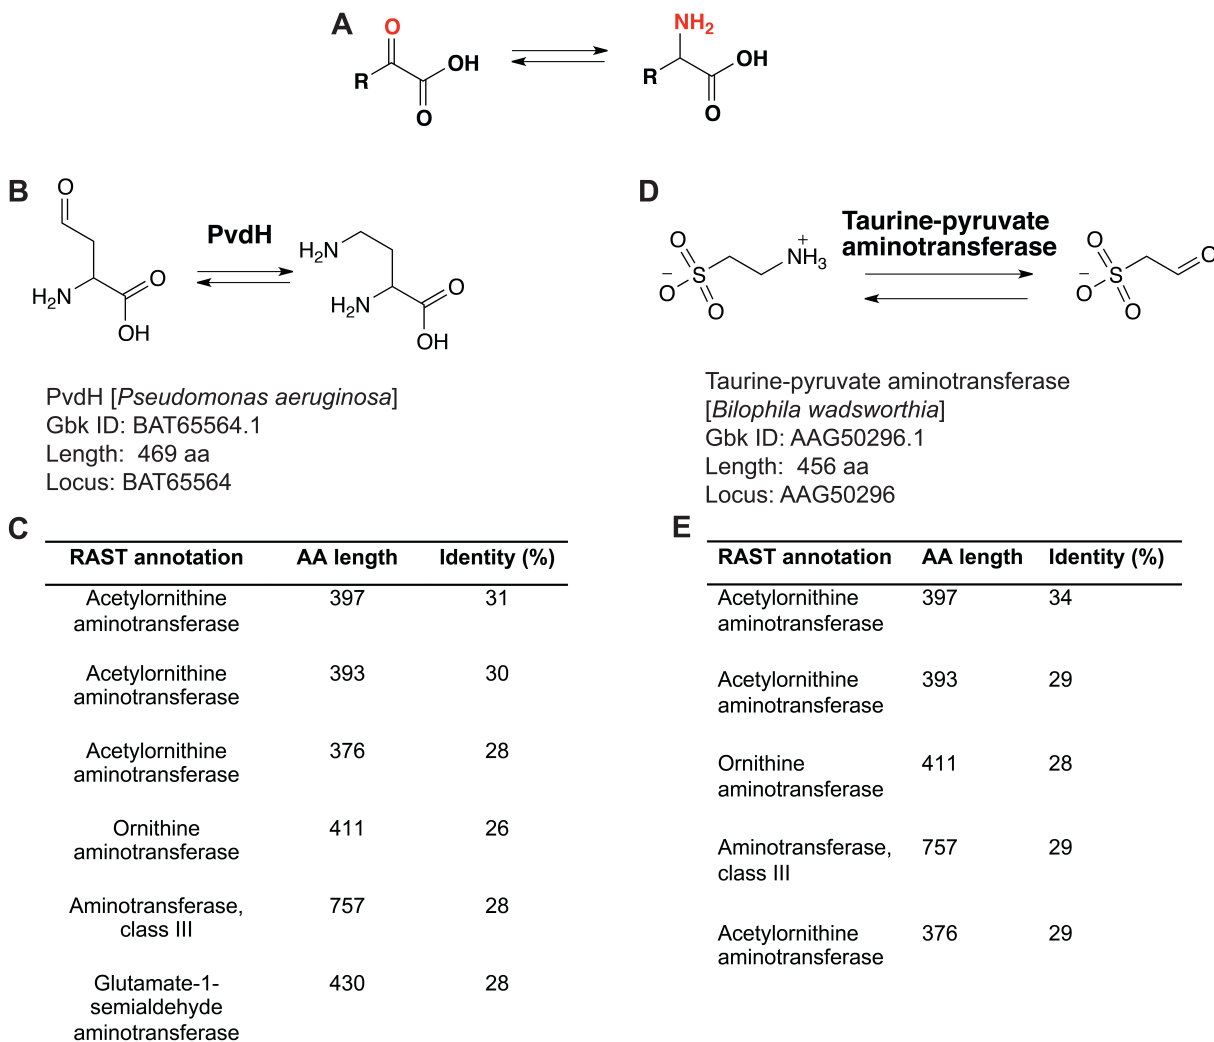 A
O
R
OH
O
NH2
R
OH
O
B
O
H2N
O
OH
PvdH
H2N
H2N
O
OH
PvdH [Pseudomonas aeruginosa]
Gbk ID: BAT65564.1
Length: 469 aa
Locus: BAT65564
D
O
S
O
O
−
+
NH3
Taurine-pyruvate
aminotransferase
O
S
O
O
−
O
Taurine-pyruvate aminotransferase
[Bilophila wadsworthia]
Gbk ID: AAG50296.1
Length: 456 aa
Locus: AAG50296
C
RAST annotation AA length Identity (%)
Acetylornithine 397 31
aminotransferase
Acetylornithine 393 30
aminotransferase
Acetylornithine 376 28
aminotransferase
Ornithine 411 26
aminotransferase
Aminotransferase, 757 28
class III
Glutamate-1- 430 28
semialdehyde
aminotransferase
E
RAST annotation AA length Identity (%)
Acetylornithine 397 34
aminotransferase
Acetylornithine 393 29
aminotransferase
Ornithine 411 28
aminotransferase
Aminotransferase, 757 29
class III
Acetylornithine 376 29
aminotransferase